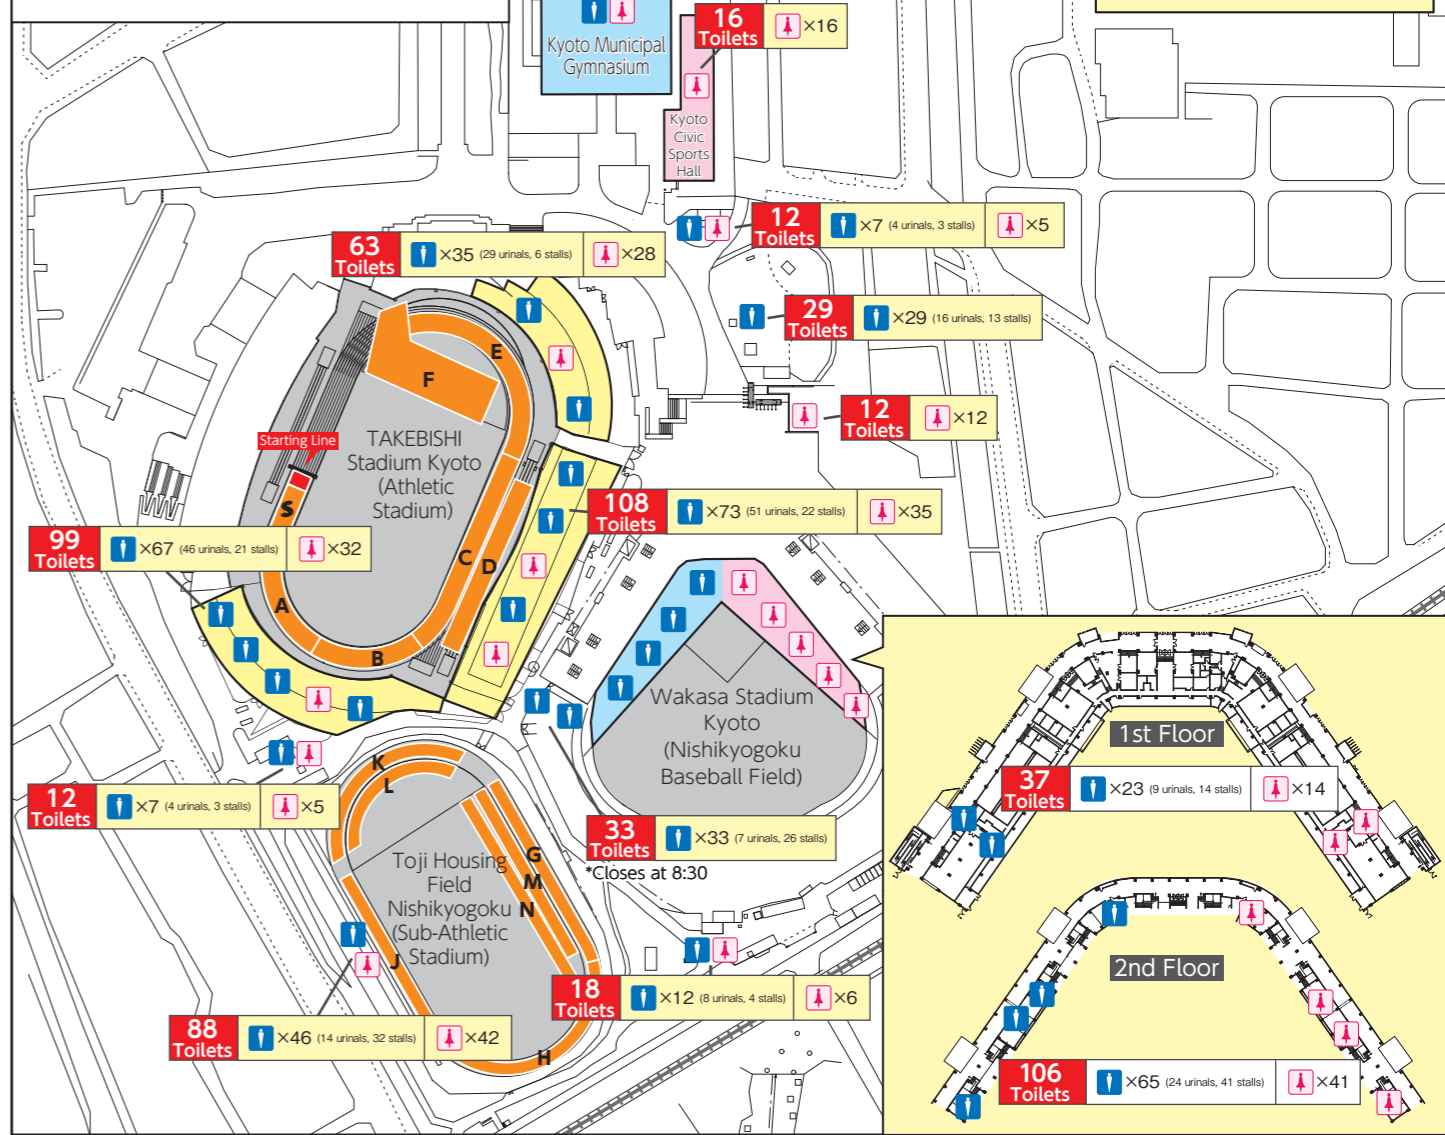 16
Toilets
×16
Kyoto Municipal
Gymnasium
Kyoto
Civic
Sports
Hall
12
Toilets
×7 (4 urinals, 3 stalls)
×5
63
Toilets
×35 (29 urinals, 6 stalls)
×28
29
Toilets
×29 (16 urinals, 13 stalls)
E
F
12
Toilets
×12
Starting Line
TAKEBISHI
Stadium Kyoto
(Athletic
Stadium)
S
108
Toilets
×73 (51 urinals, 22 stalls)
×35
99
Toilets
×67 (46 urinals, 21 stalls)
×32
C
D
A
B
Wakasa Stadium
Kyoto
(Nishikyogoku
Baseball Field)
1st Floor
37
Toilets
×23 (9 urinals, 14 stalls)
×14
K
L
12
Toilets
×7 (4 urinals, 3 stalls)
×5
33
Toilets
×33 (7 urinals, 26 stalls)
*Closes at 8:30
Toji Housing
Field
Nishikyogoku
(Sub-Athletic
Stadium)
G
M
N
J
2nd Floor
18
Toilets
×12 (8 urinals, 4 stalls)
×6
88
Toilets
×46 (14 urinals, 32 stalls)
×42
H
106
Toilets
×65 (24 urinals, 41 stalls)
×41